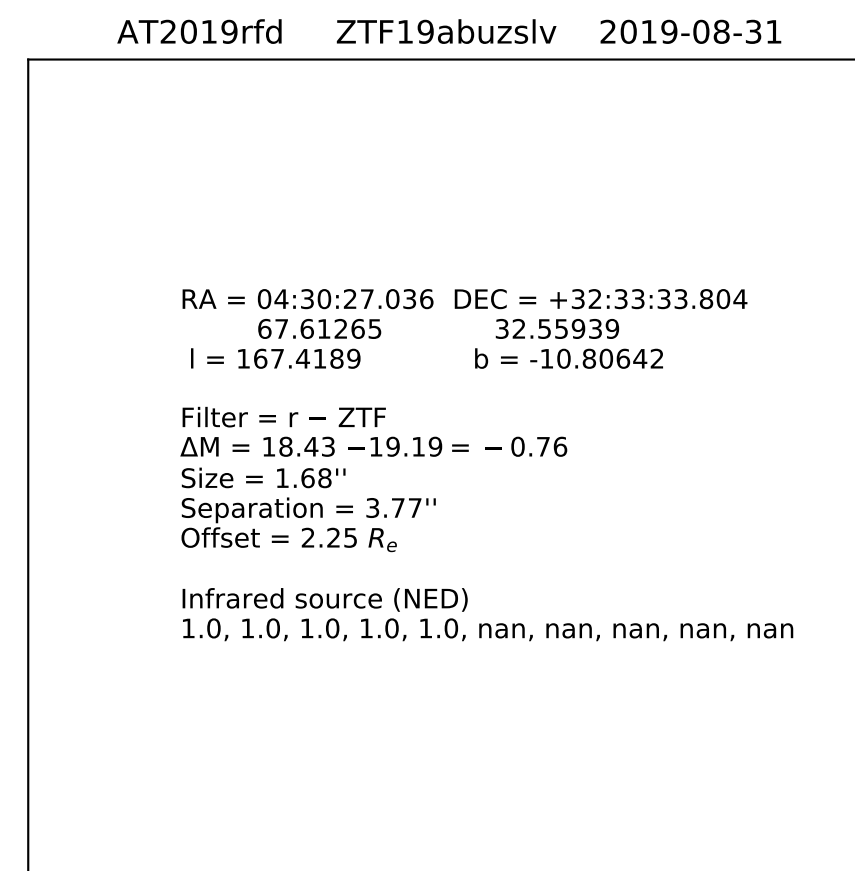 AT2019rfd ZTF19abuzslv 2019-08-31
RA = 04:30:27.036 DEC = +32:33:33.804
67.61265 32.55939
l = 167.4189 b = -10.80642
Filter = r − ZTF
ΔM = 18.43 −19.19 = − 0.76
Size = 1.68''
Separation = 3.77''
Offset = 2.25 Re
Infrared source (NED)
1.0, 1.0, 1.0, 1.0, 1.0, nan, nan, nan, nan, nan